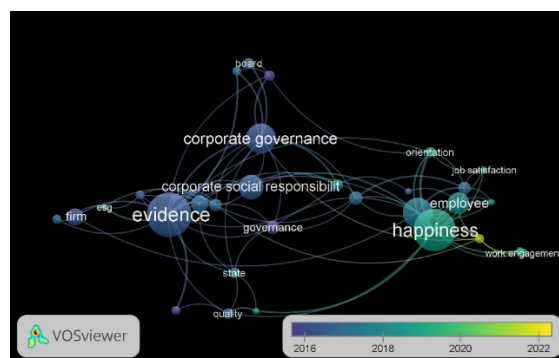 board
corporate governance
orientation
corporate social responsibilit
job satisfaction
esg
employee
firm
evidence
governance
happiness
work engagemen
state
quality
VOSviewer
2016 2020 2022